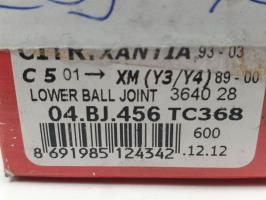 CITR. XANTIA 93 - 03
C 5 01→ XM (Y3/Y4) 89 - 00
LOWER BALL JOINT 3640 28
04.BJ.456 TC368
600
8 691985 124342 .12.12